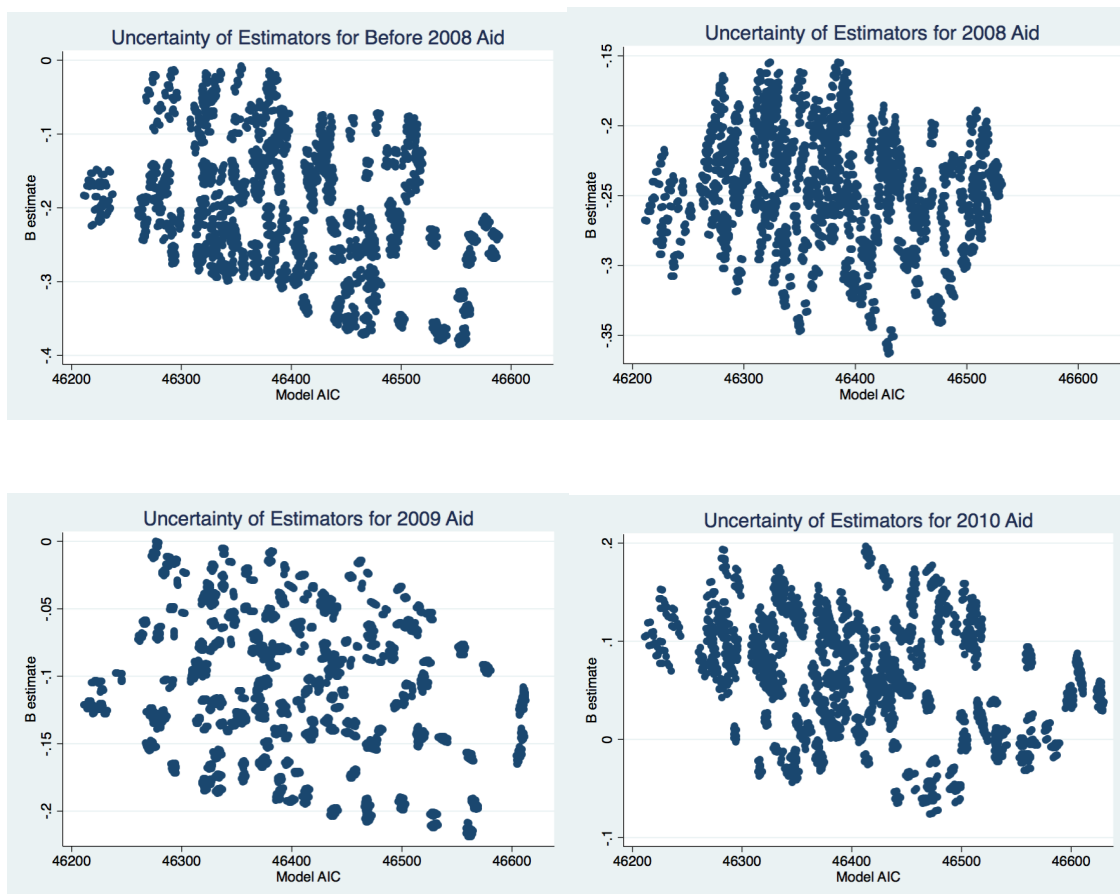 Uncertainty of Estimators for Before 2008 Aid
B estimate
0
-.1
-.2
-.3
-.4
46200 46300 46400 46500 46600
Model AIC
Uncertainty of Estimators for 2008 Aid
B estimate
-.15
-.2
-.25
-.3
-.35
46200 46300 46400 46500 46600
Model AIC
Uncertainty of Estimators for 2009 Aid
B estimate
0
-.05
-.1
-.15
-.2
46200 46300 46400 46500 46600
Model AIC
Uncertainty of Estimators for 2010 Aid
B estimate
.2
.1
0
-.1
46200 46300 46400 46500 46600
Model AIC